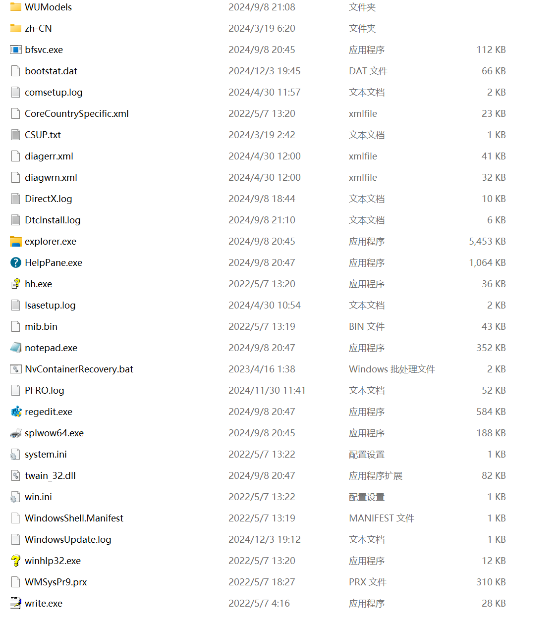 WUModels 2024/9/8 21:08 文件夹
zh-CN 2024/3/19 6:20 文件夹
bfsvc.exe 2024/9/8 20:45 应用程序 112 KB
bootstat.dat 2024/12/3 19:45 DAT 文件 66 KB
comsetup.log 2024/4/30 11:57 文本文档 2 KB
CoreCountrySpecific.xml 2022/5/7 13:20 xmlfile 23 KB
CSUP.txt 2024/3/19 2:42 文本文档 1 KB
diagerr.xml 2024/4/30 12:00 xmlfile 41 KB
diagwrn.xml 2024/4/30 12:00 xmlfile 32 KB
DirectX.log 2024/9/8 18:44 文本文档 10 KB
DtcInstall.log 2024/9/8 21:10 文本文档 6 KB
explorer.exe 2024/9/8 20:45 应用程序 5,453 KB
HelpPane.exe 2024/9/8 20:47 应用程序 1,064 KB
hh.exe 2022/5/7 13:20 应用程序 36 KB
lsasetup.log 2024/4/30 10:54 文本文档 2 KB
mib.bin 2022/5/7 13:19 BIN 文件 43 KB
notepad.exe 2024/9/8 20:47 应用程序 352 KB
NvContainerRecovery.bat 2023/4/16 1:38 Windows 批处理文件 2 KB
PFRO.log 2024/11/30 11:41 文本文档 52 KB
regedit.exe 2024/9/8 20:47 应用程序 584 KB
splwow64.exe 2024/9/8 20:45 应用程序 188 KB
system.ini 2022/5/7 13:22 配置设置 1 KB
twain_32.dll 2024/9/8 20:47 应用程序扩展 82 KB
win.ini 2022/5/7 13:22 配置设置 1 KB
WindowsShell.Manifest 2022/5/7 13:19 MANIFEST 文件 1 KB
WindowsUpdate.log 2024/12/3 19:12 文本文档 1 KB
winhlp32.exe 2022/5/7 13:20 应用程序 12 KB
WMSysPr9.prx 2022/5/7 18:27 PRX 文件 310 KB
write.exe 2022/5/7 4:16 应用程序 28 KB